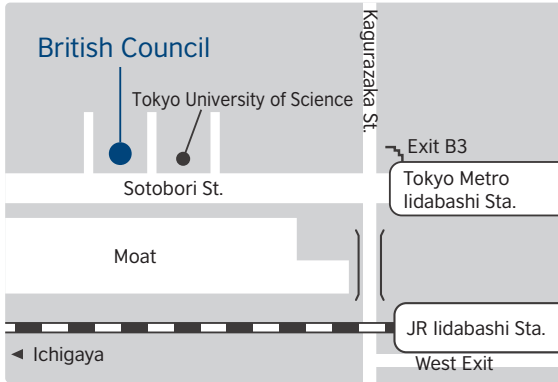 British Council
Kagurazaka St.
Tokyo University of Science
Exit B3
Sotobori St.
Tokyo Metro
Iidabashi Sta.
Moat
JR Iidabashi Sta.
Ichigaya
West Exit